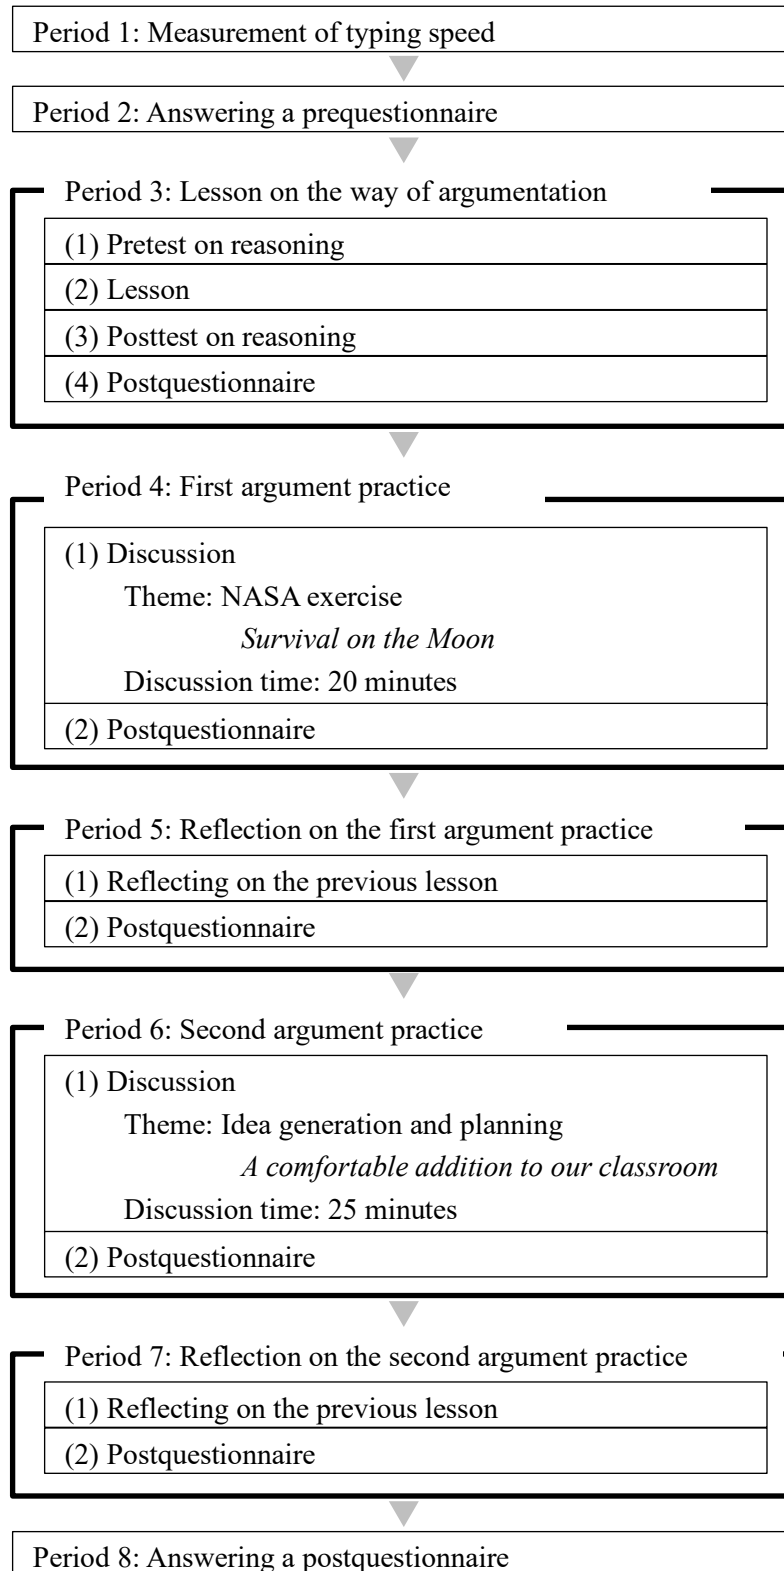 Period 1: Measurement of typing speed
Period 2: Answering a prequestionnaire
Period 3: Lesson on the way of argumentation
(1) Pretest on reasoning
(2) Lesson
(3) Posttest on reasoning
(4) Postquestionnaire
Period 4: First argument practice
(1) Discussion
Theme: NASA exercise
Survival on the Moon
Discussion time: 20 minutes
(2) Postquestionnaire
Period 5: Reflection on the first argument practice
(1) Reflecting on the previous lesson
(2) Postquestionnaire
Period 6: Second argument practice
(1) Discussion
Theme: Idea generation and planning
A comfortable addition to our classroom
Discussion time: 25 minutes
(2) Postquestionnaire
Period 7: Reflection on the second argument practice
(1) Reflecting on the previous lesson
(2) Postquestionnaire
Period 8: Answering a postquestionnaire